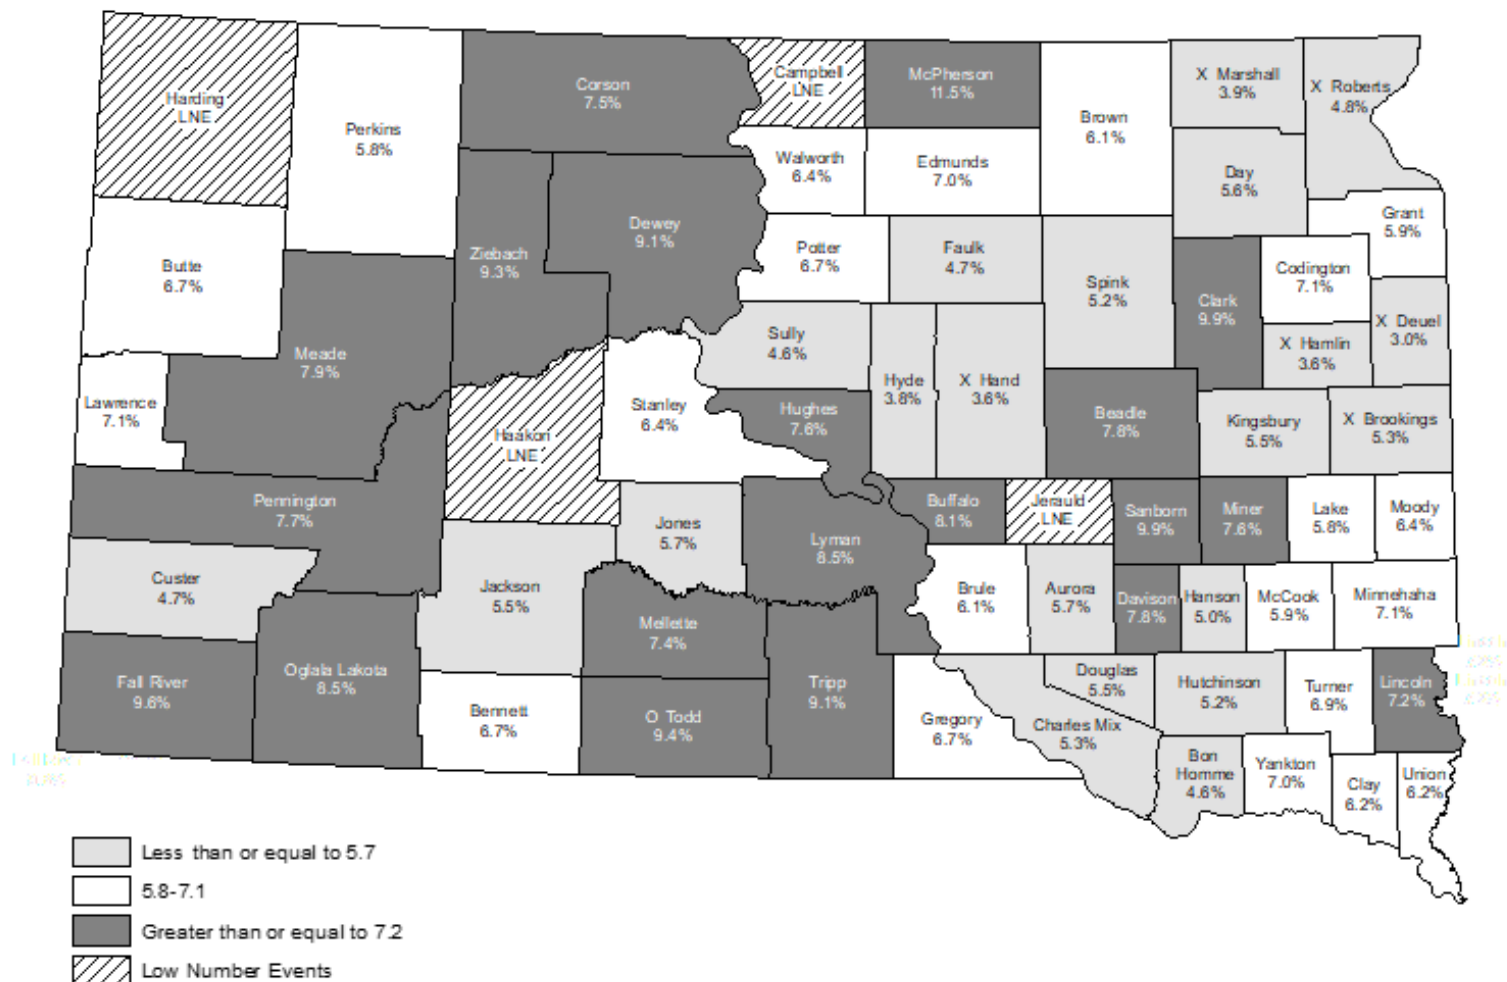 Harding
LNE
Perkins
5.8%
Corson
7.5%
Campbell
LNE
McPherson
11.5%
Brown
6.1%
X Marshall
3.9%
X Roberts
4.8%
Walworth
6.4%
Edmunds
7.0%
Day
5.6%
Grant
5.9%
Butte
6.7%
Ziebach
9.3%
Dewey
9.1%
Potter
6.7%
Faulk
4.7%
Spink
5.2%
Clark
9.9%
Codington
7.1%
X Deuel
3.0%
X Hamlin
3.6%
Meade
7.9%
Sully
4.6%
Hyde
3.8%
X Hand
3.6%
Lawrence
7.1%
Haakon
LNE
Stanley
6.4%
Hughes
7.6%
Beadle
7.8%
Kingsbury
5.5%
X Brookings
5.3%
Pennington
7.7%
Jones
5.7%
Lyman
8.5%
Buffalo
8.1%
Jerauld
LNE
Sanborn
9.9%
Miner
7.6%
Lake
5.8%
Moody
6.4%
Custer
4.7%
Jackson
5.5%
Mellette
7.4%
Brule
6.1%
Aurora
5.7%
Davison
7.8%
Hanson
5.0%
McCook
5.9%
Minnehaha
7.1%
Fall River
9.6%
Oglala Lakota
8.5%
Bennett
6.7%
O Todd
9.4%
Tripp
9.1%
Gregory
6.7%
Charles Mix
5.3%
Douglas
5.5%
Hutchinson
5.2%
Turner
6.9%
Lincoln
7.2%
Bon
Homme
4.6%
Yankton
7.0%
Clay
6.2%
Union
6.2%
Less than or equal to 5.7
5.8-7.1
Greater than or equal to 7.2
Low Number Events